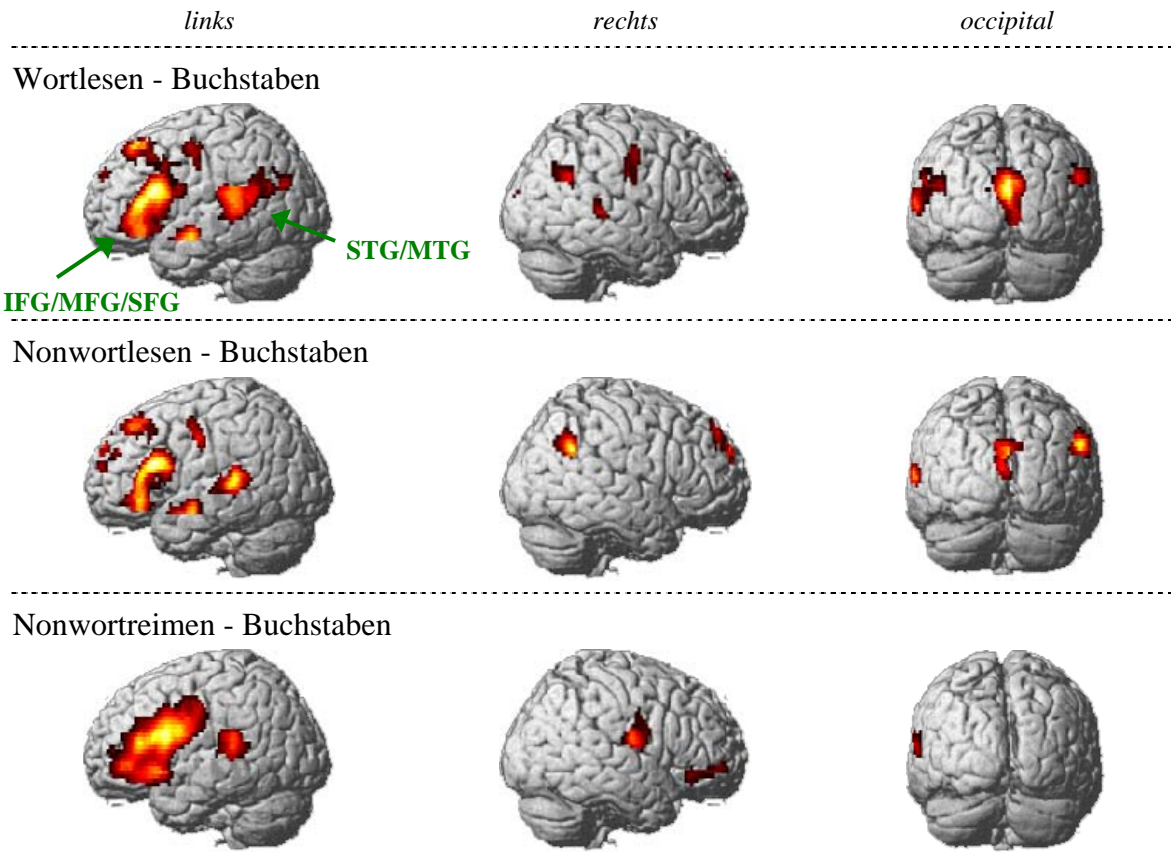 links rechts occipital
Wortlesen - Buchstaben
STG/MTG
IFG/MFG/SFG
Nonwortlesen - Buchstaben
Nonwortreimen - Buchstaben